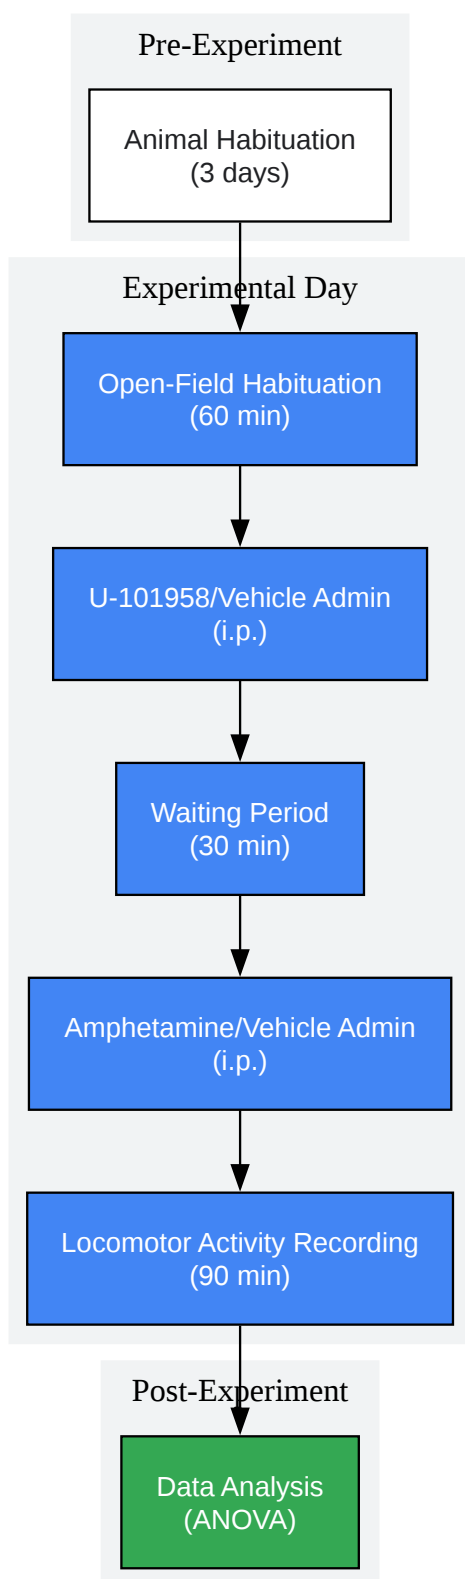 Pre-Experiment
Animal Habituation
(3 days)
Experimental Day
Open-Field Habituation
(60 min)
U-101958/Vehicle Admin
(i.p.)
Waiting Period
(30 min)
Amphetamine/Vehicle Admin
(i.p.)
Locomotor Activity Recording
(90 min)
Post-Experiment
Data Analysis
(ANOVA)